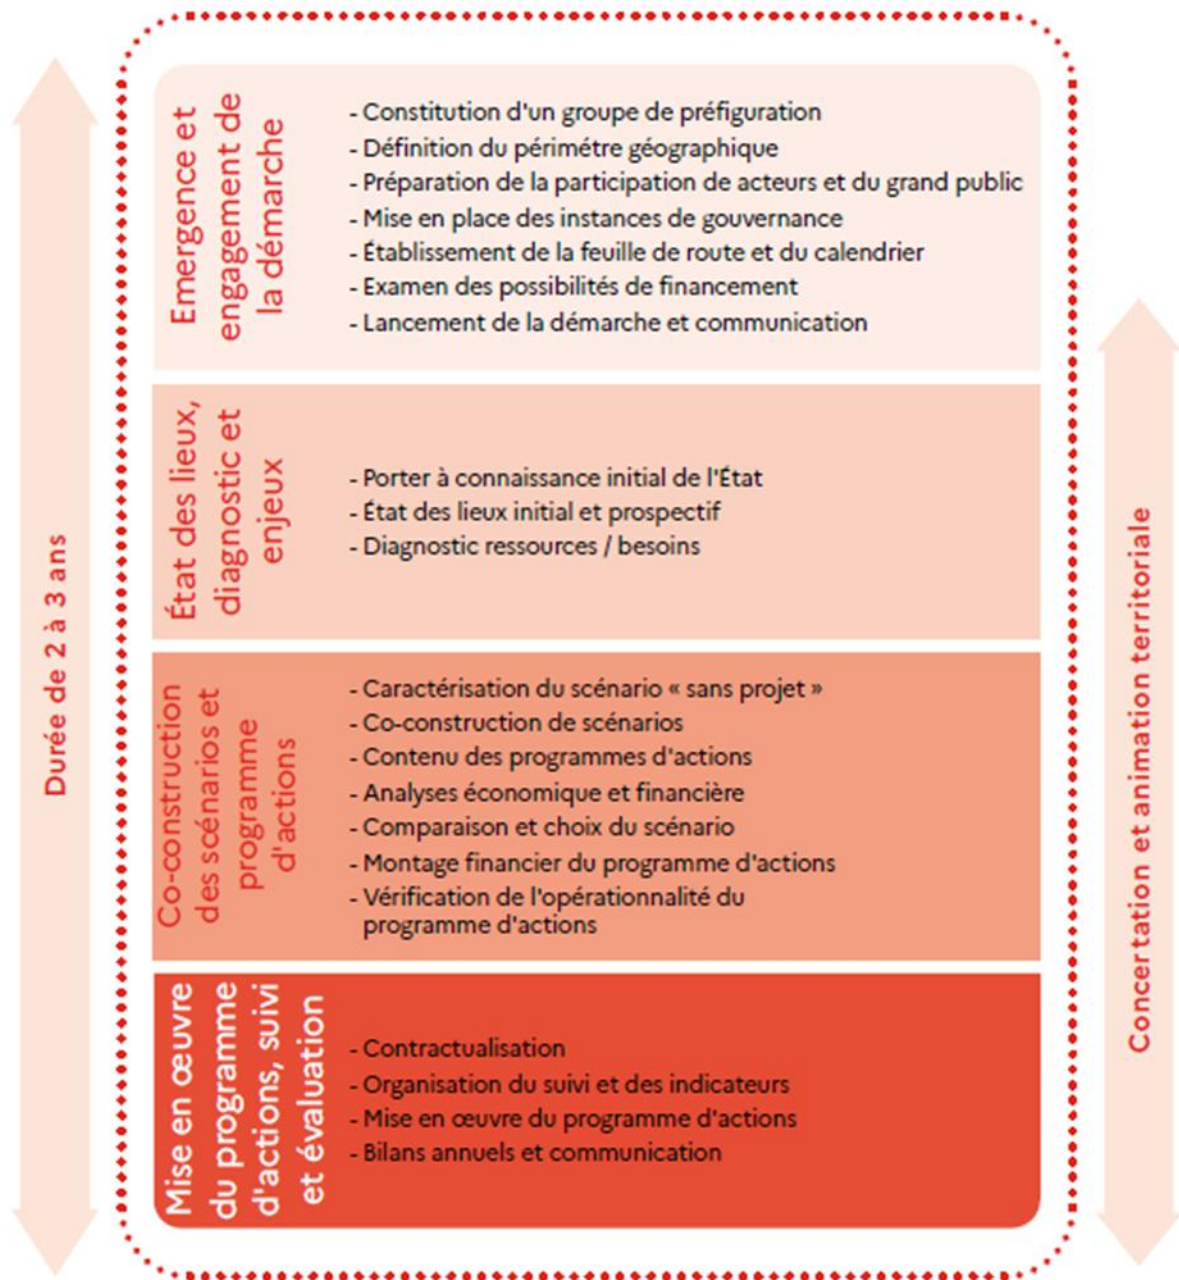 Durée de 2 à 3 ans
Emergence et
engagement de
la démarche
- Constitution d'un groupe de préfiguration
- Définition du périmétre géographique
- Préparation de la participation de acteurs et du grand public
- Mise en place des instances de gouvernance
- Établissement de la feuille de route et du calendrier
- Examen des possibilités de financement
- Lancement de la démarche et communication
État des lieux,
diagnostic et
enjeux
- Porter à connaissance initial de l'État
- État des lieux initial et prospectif
- Diagnostic ressources / besoins
Co-construction
des scénarios et
programme
d'actions
- Caractérisation du scénario « sans projet »
- Co-construction de scénarios
- Contenu des programmes d'actions
- Analyses économique et financière
- Comparaison et choix du scénario
- Montage financier du programme d'actions
- Vérification de l'opérationnalité du
programme d'actions
Mise en œuvre
du programme
d'actions, suivi
et évaluation
- Contractualisation
- Organisation du suivi et des indicateurs
- Mise en œuvre du programme d'actions
- Bilans annuels et communication
Concertation et animation territoriale